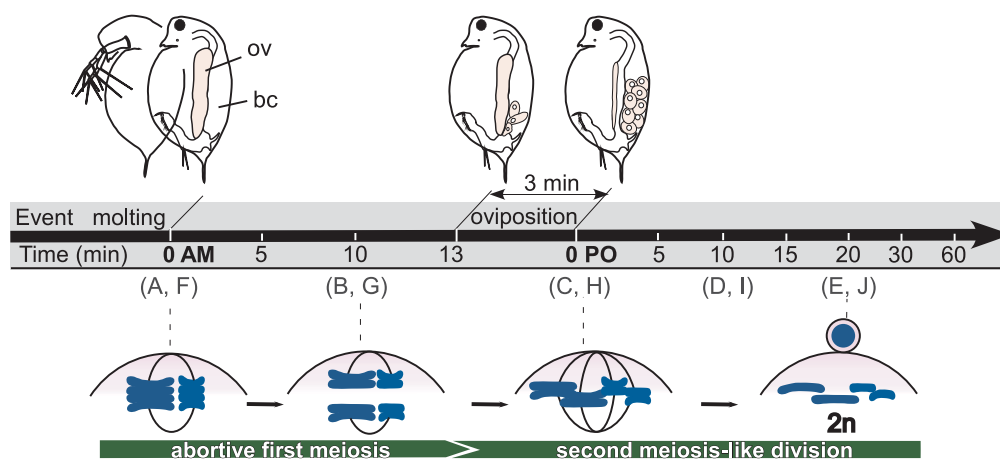 ov
bc
3 min
Event molting oviposition
Time (min) 0 AM 5 10 13 0 PO 5 10 15 20 30 60
(A, F) (B, G) (C, H) (D, I) (E, J)
2n
abortive first meiosis second meiosis-like division